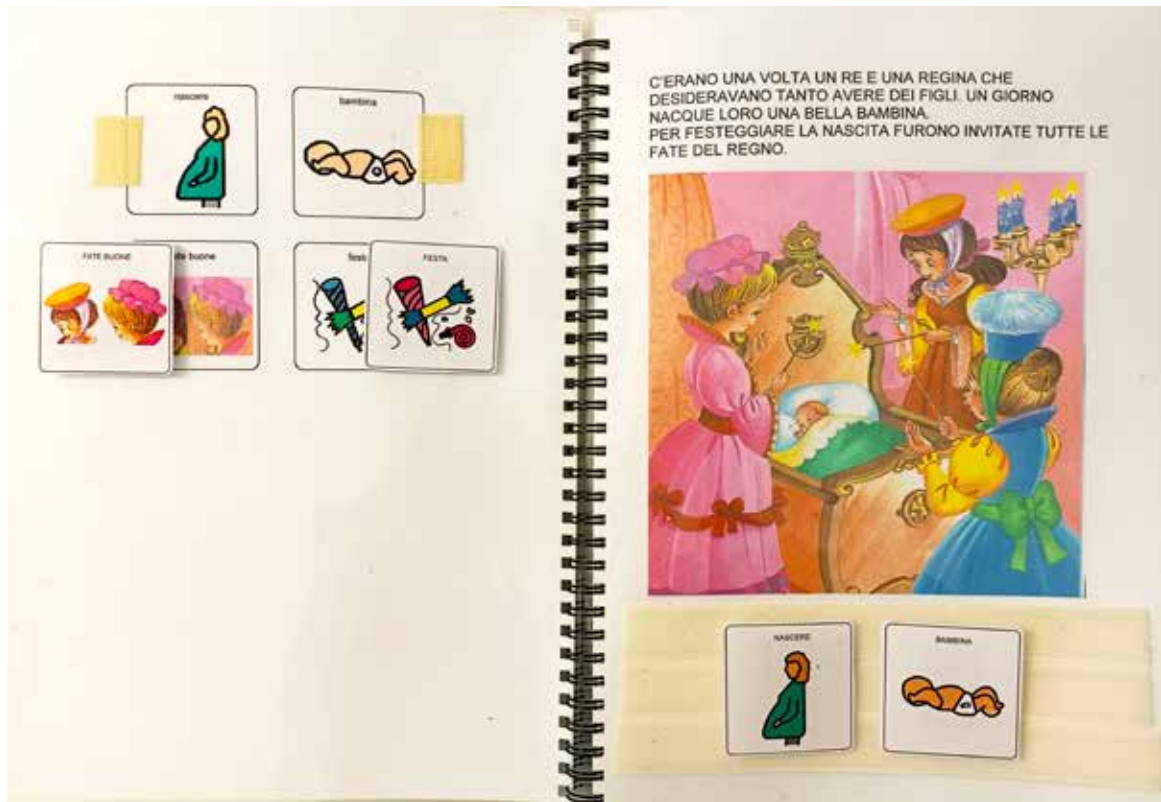 nascere
bambina
FATE BUONE
te buone
festa
FESTA
C'ERANO UNA VOLTA UN RE E UNA REGINA CHE
DESIDERAVANO TANTO AVERE DEI FIGLI. UN GIORNO
NACQUE LORO UNA BELLA BAMBINA.
PER FESTEGGIARE LA NASCITA FURONO INVITATE TUTTE LE
FATE DEL REGNO.
NASCERE
BAMBINA